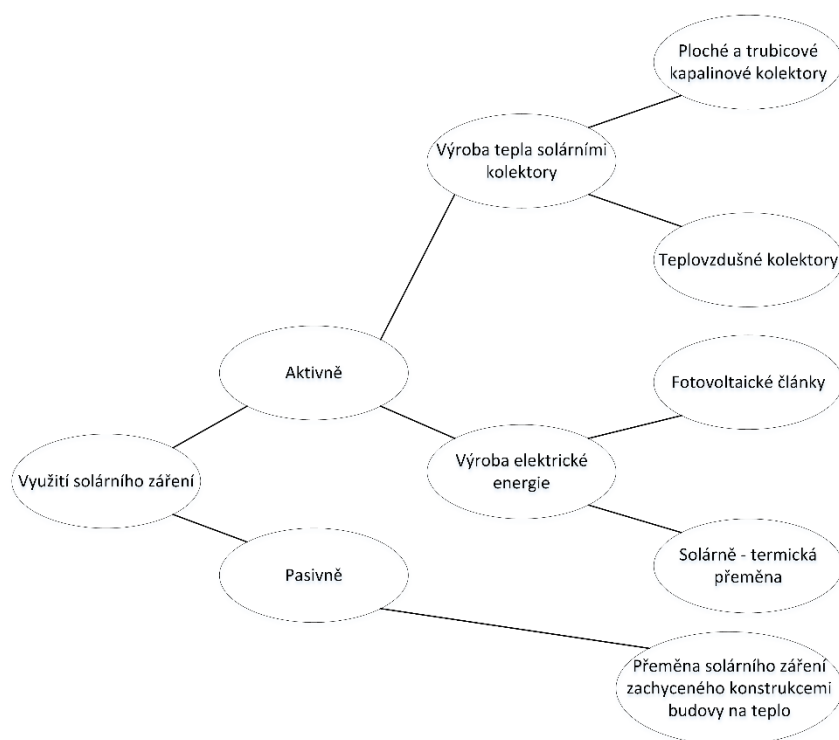 Ploché a trubicové
kapalinové kolektory
Výroba tepla solárními
kolektory
Teplovzdušné kolektory
Aktivně
Fotovoltaické články
Výroba elektrické
energie
Využití solárního záření
Solárně - termická
přeměna
Pasivně
Přeměna solárního záření
zachyceného konstrukcemi
budovy na teplo